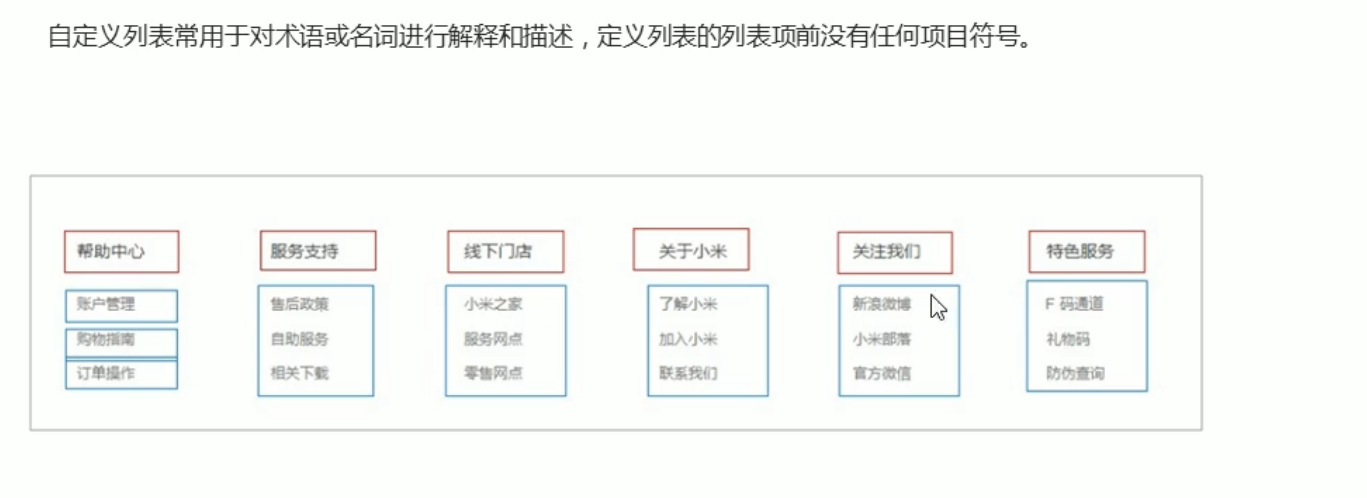 自定义列表常用于对术语或名词进行解释和描述，定义列表的列表项前没有任何项目符号。
帮助中心 服务支持 线下门店 关于小米 关注我们 特色服务
账户管理 售后政策 小米之家 了解小米 新浪微博 F 码通道
购物指南 自助服务 服务网点 加入小米 小米部落 礼物码
订单操作 相关下载 零售网点 联系我们 官方微信 防伪查询